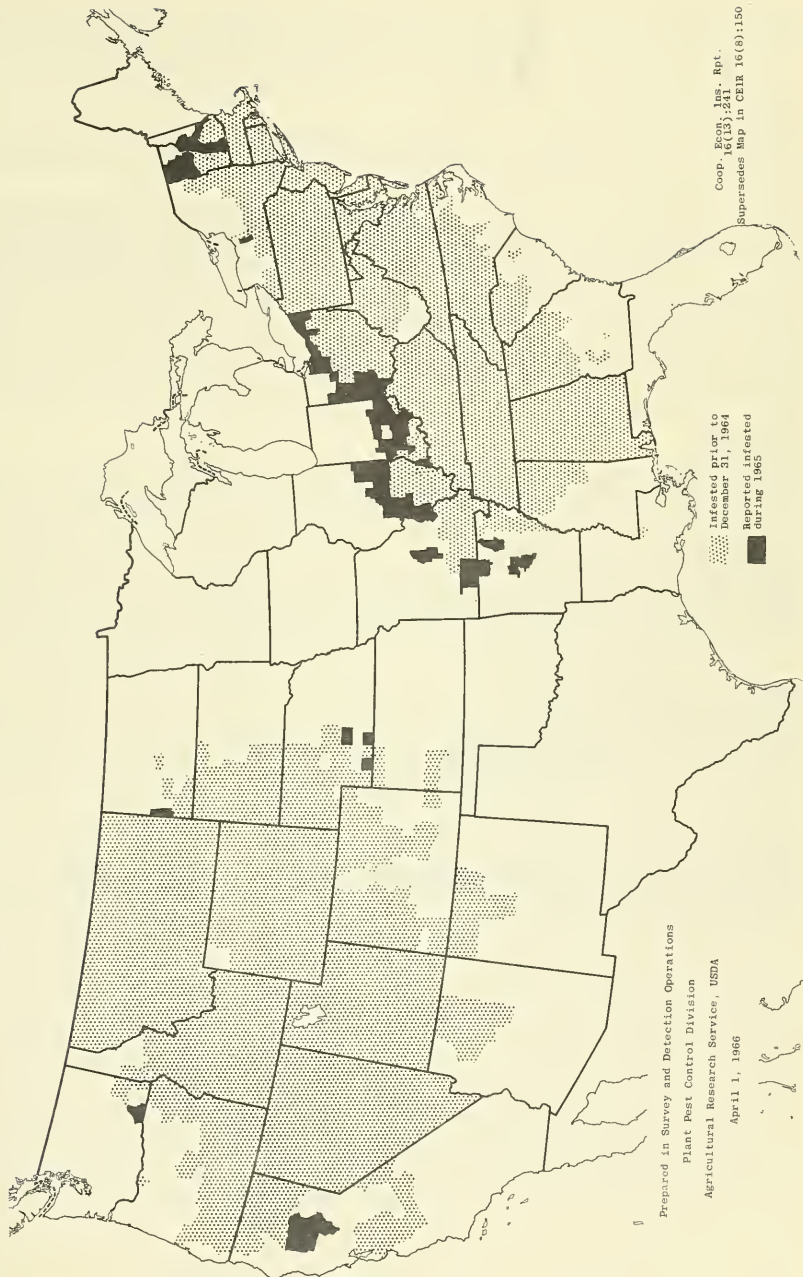 Coop. Econ. Ins. Rpt.
16(13):241
Supersedes Map in CEIR 16(8):150
Infested prior to
December 31, 1964
Reported infested
during 1965
Prepared in Survey and Detection Operations
Plant Pest Control Division
Agricultural Research Service, USDA
April 1, 1966